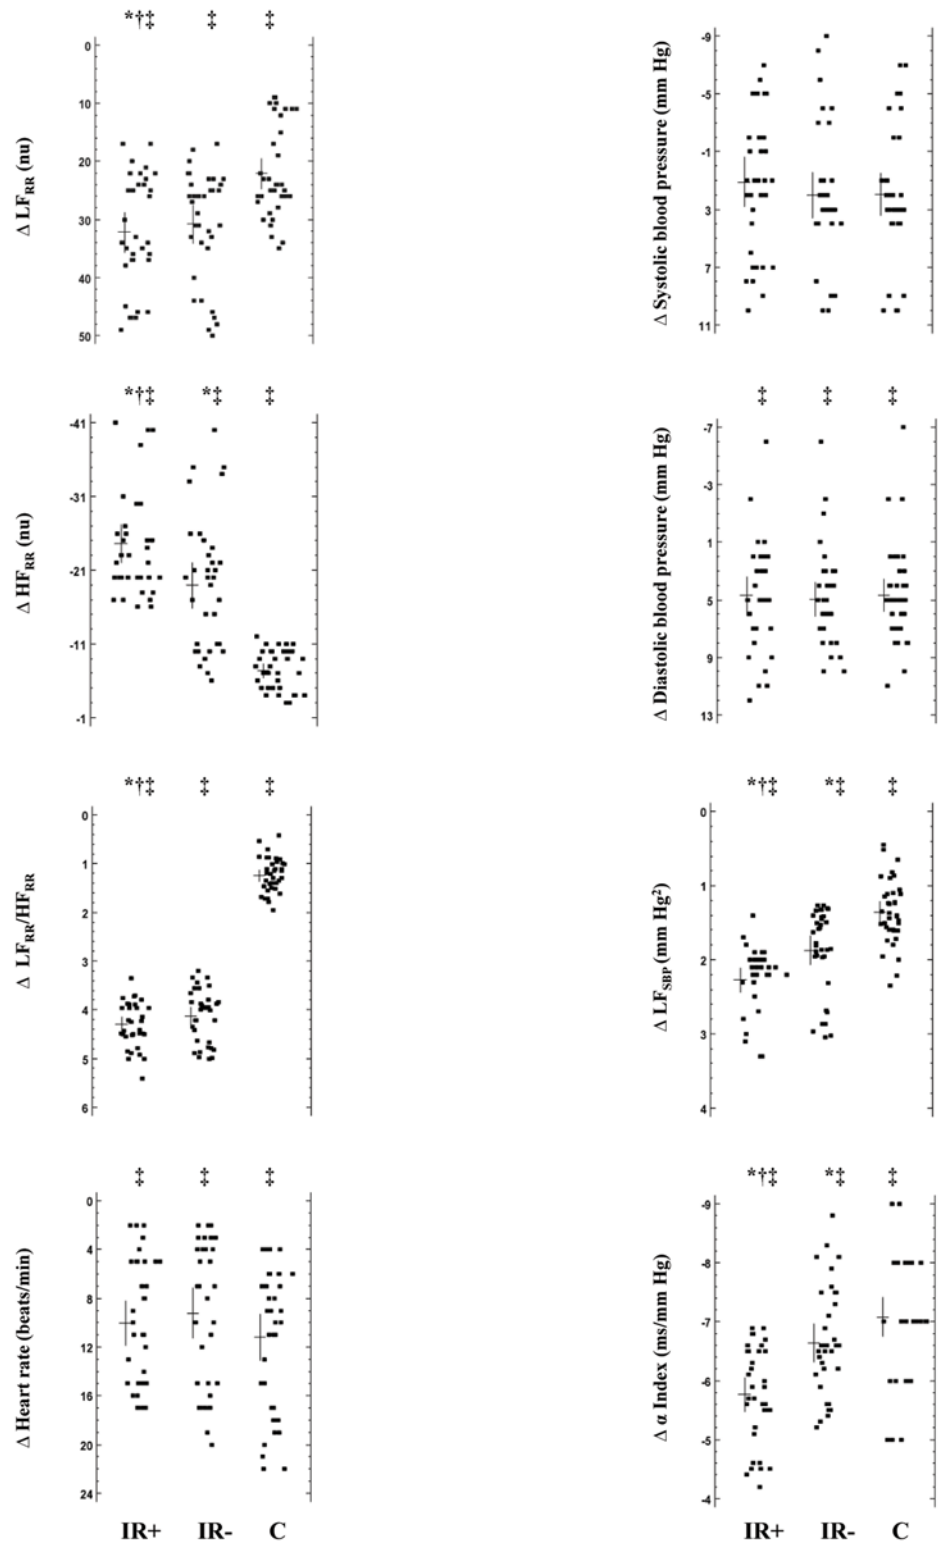 *†‡ ‡ ‡
Δ LF_RR (nu)
0
10
20
30
40
50
Δ Systolic blood pressure (mm Hg)
-9
-5
-1
3
7
11
*†‡ *‡ ‡
Δ HF_RR (nu)
-41
-31
-21
-11
-1
‡ ‡ ‡
Δ Diastolic blood pressure (mm Hg)
-7
-3
1
5
9
13
*†‡ ‡ ‡
Δ LF_RR/HF_RR
0
1
2
3
4
5
6
*†‡ *‡ ‡
Δ LF_SBP (mm Hg²)
0
1
2
3
4
‡ ‡ ‡
Δ Heart rate (beats/min)
0
4
8
12
16
20
24
IR+ IR- C
*†‡ *‡ ‡
Δ α Index (ms/mm Hg)
-9
-8
-7
-6
-5
-4
IR+ IR- C